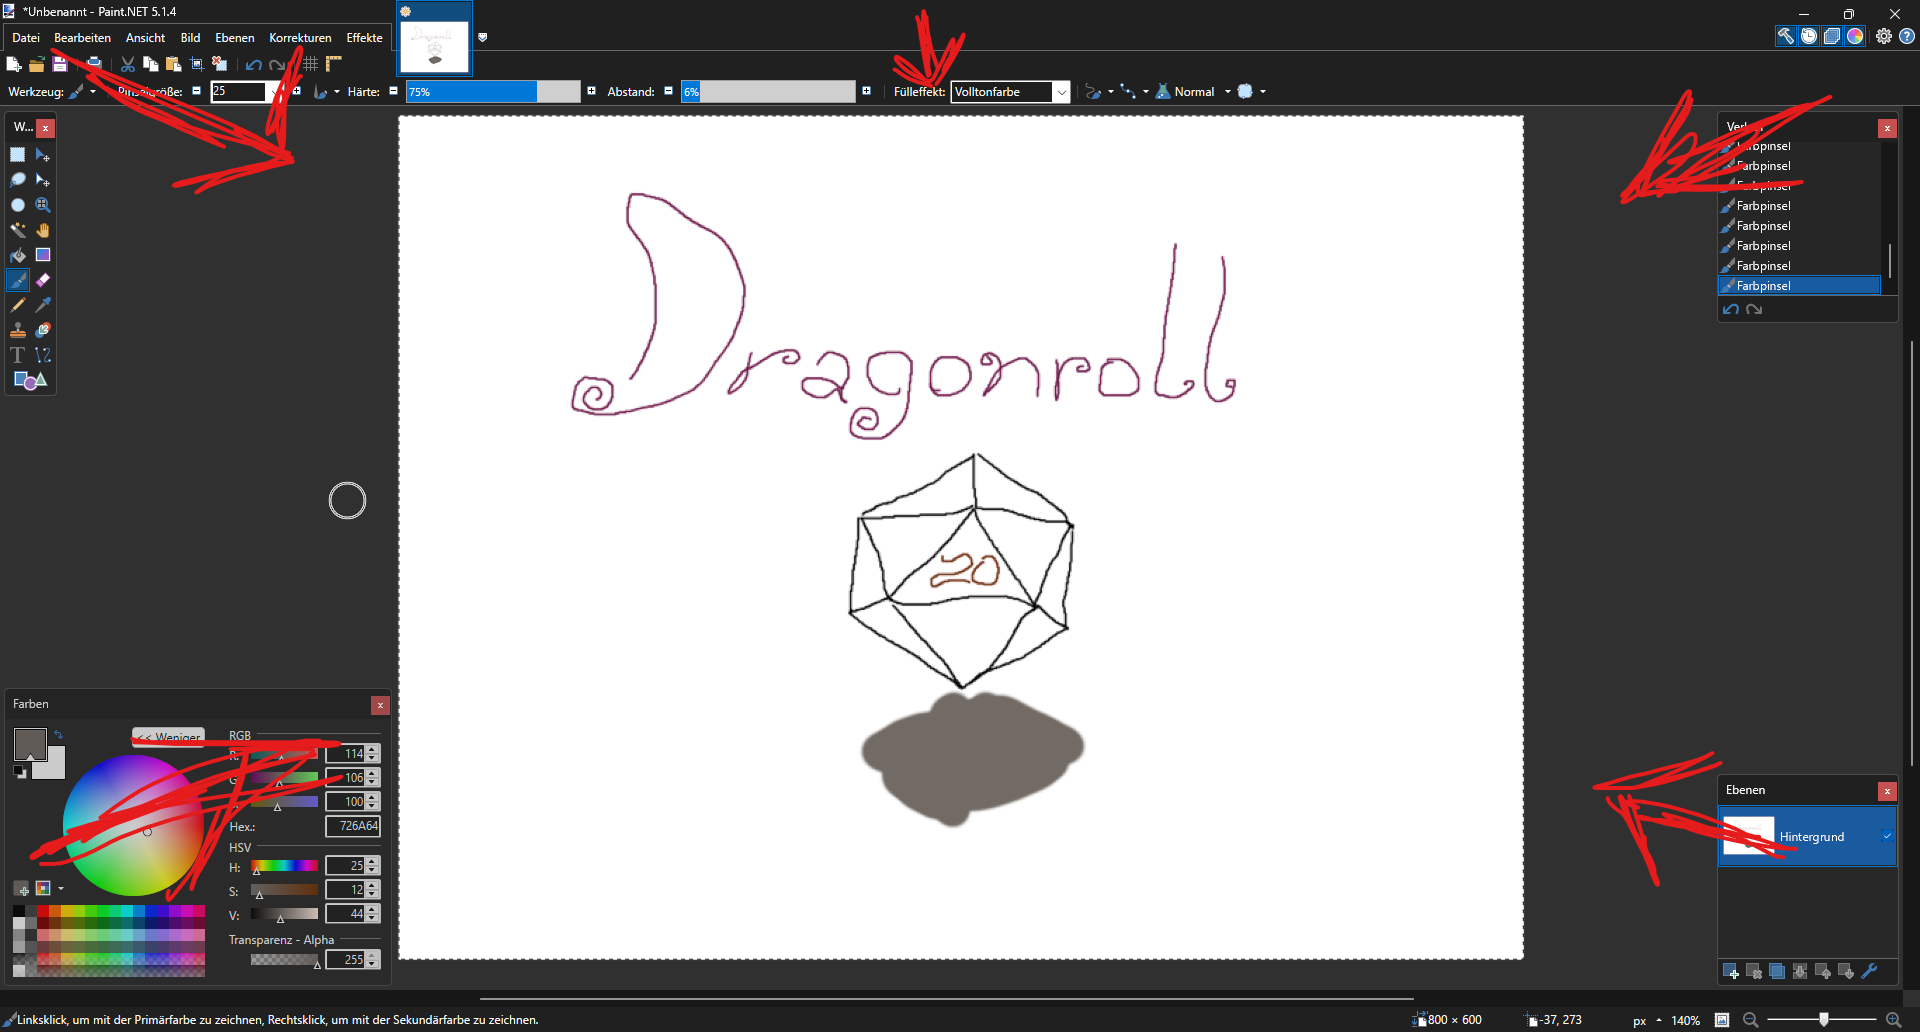 *Unbenannt - Paint.NET 5.1.4
Datei Bearbeiten Ansicht Bild Ebenen Korrekturen Effekte
Werkzeug: Pinselgröße: 25 Härte: 75% Abstand: 6% Fülleffekt: Volltonfarbe Normal
W...
Farbpinsel
Farbpinsel
Farbpinsel
Farbpinsel
Farbpinsel
Farbpinsel
Farbpinsel
Farbpinsel
Dragonroll
20
Farben
<< Weniger
RGB
R: 114
G: 106
100
Hex.: 726A64
HSV
H: 25
S: 12
V: 44
Transparenz - Alpha
255
Ebenen
Hintergrund
Linksklick, um mit der Primärfarbe zu zeichnen, Rechtsklick, um mit der Sekundärfarbe zu zeichnen.
800 × 600 -37, 273 px 140%